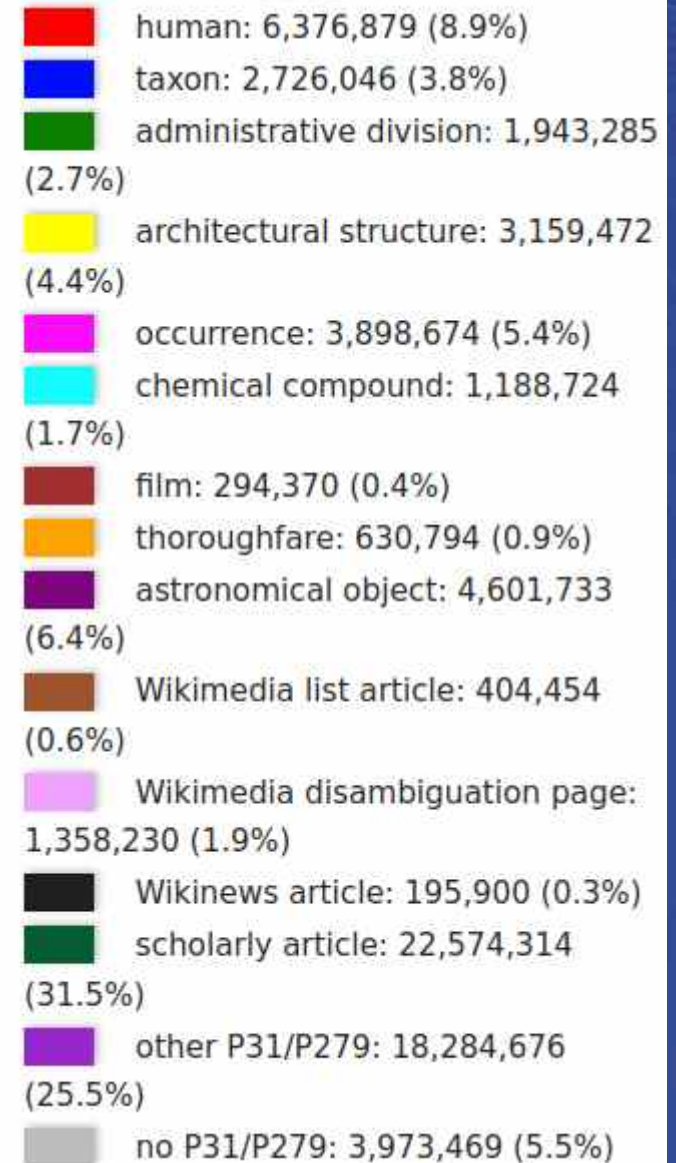 human: 6,376,879 (8.9%)
taxon: 2,726,046 (3.8%)
administrative division: 1,943,285
(2.7%)
architectural structure: 3,159,472
(4.4%)
occurrence: 3,898,674 (5.4%)
chemical compound: 1,188,724
(1.7%)
film: 294,370 (0.4%)
thoroughfare: 630,794 (0.9%)
astronomical object: 4,601,733
(6.4%)
Wikimedia list article: 404,454
(0.6%)
Wikimedia disambiguation page:
1,358,230 (1.9%)
Wikinews article: 195,900 (0.3%)
scholarly article: 22,574,314
(31.5%)
other P31/P279: 18,284,676
(25.5%)
no P31/P279: 3,973,469 (5.5%)